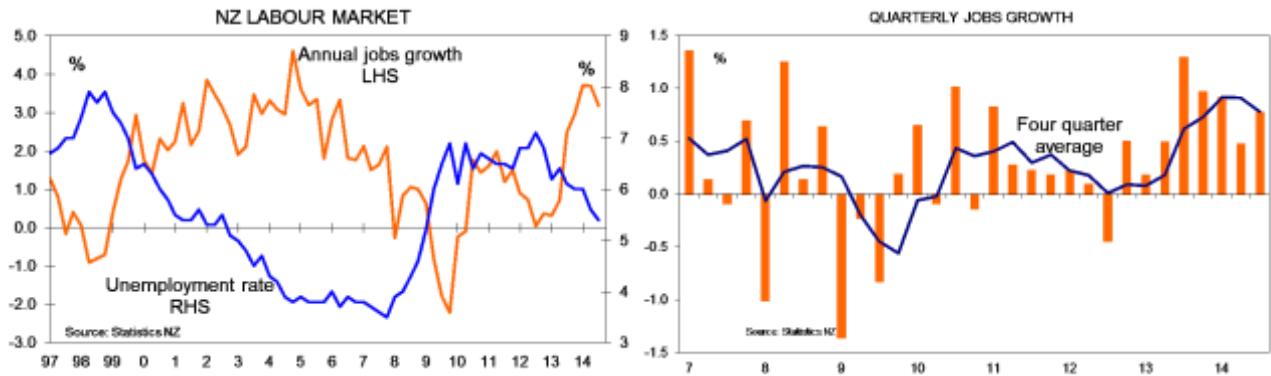 NZ LABOUR MARKET
5.0
4.0
3.0
2.0
1.0
0.0
-1.0
-2.0
-3.0
%
Annual jobs growth
LHS
%
9
8
7
6
5
4
3
Unemployment rate
RHS
Source: Statistics NZ
97 98 99 0 1 2 3 4 5 6 7 8 9 10 11 12 13 14
QUARTERLY JOBS GROWTH
1.5
1.0
0.5
0.0
-0.5
-1.0
-1.5
%
Four quarter
average
Source: Statistics NZ
7 8 9 10 11 12 13 14